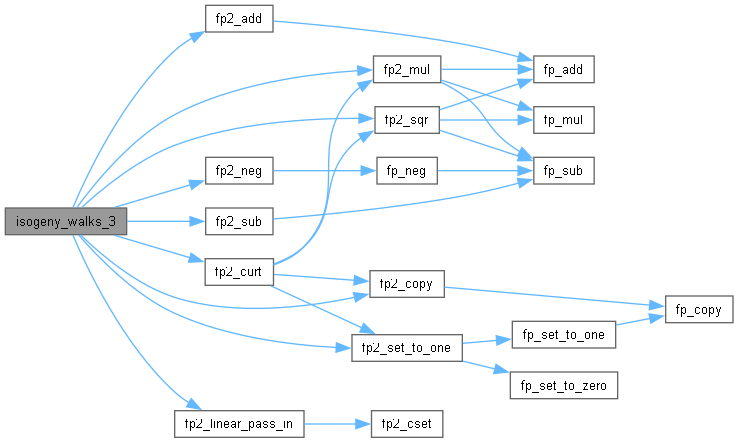 fp2_add
fp2_mul
fp_add
fp2_sqr
fp_mul
fp2_neg
fp_neg
fp_sub
isogeny_walks_3
fp2_sub
fp2_curt
fp2_copy
fp_copy
fp_set_to_one
fp2_set_to_one
fp_set_to_zero
fp2_linear_pass_in
fp2_cset